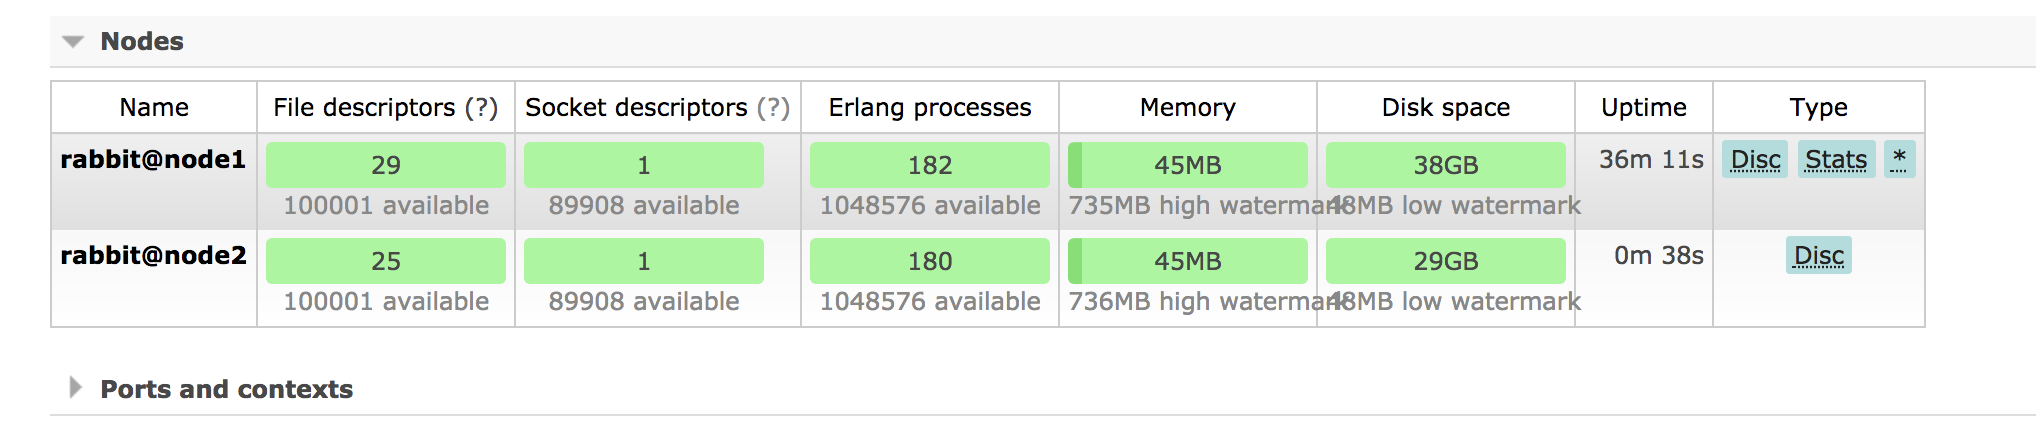 Nodes
Name File descriptors (?) Socket descriptors (?) Erlang processes Memory Disk space Uptime Type
rabbit@node1 29 1 182 45MB 38GB 36m 11s Disc Stats *
100001 available 89908 available 1048576 available 735MB high watermark 48MB low watermark
rabbit@node2 25 1 180 45MB 29GB 0m 38s Disc
100001 available 89908 available 1048576 available 736MB high watermark 48MB low watermark
Ports and contexts